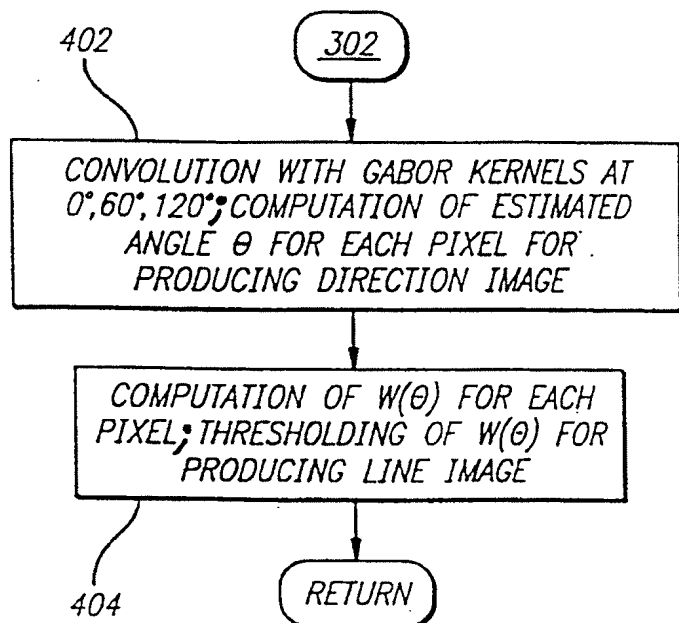 402
302
CONVOLUTION WITH GABOR KERNELS AT
0°,60°,120°;COMPUTATION OF ESTIMATED
ANGLE θ FOR EACH PIXEL FOR
PRODUCING DIRECTION IMAGE
COMPUTATION OF W(θ) FOR EACH
PIXEL;THRESHOLDING OF W(θ) FOR
PRODUCING LINE IMAGE
404
RETURN